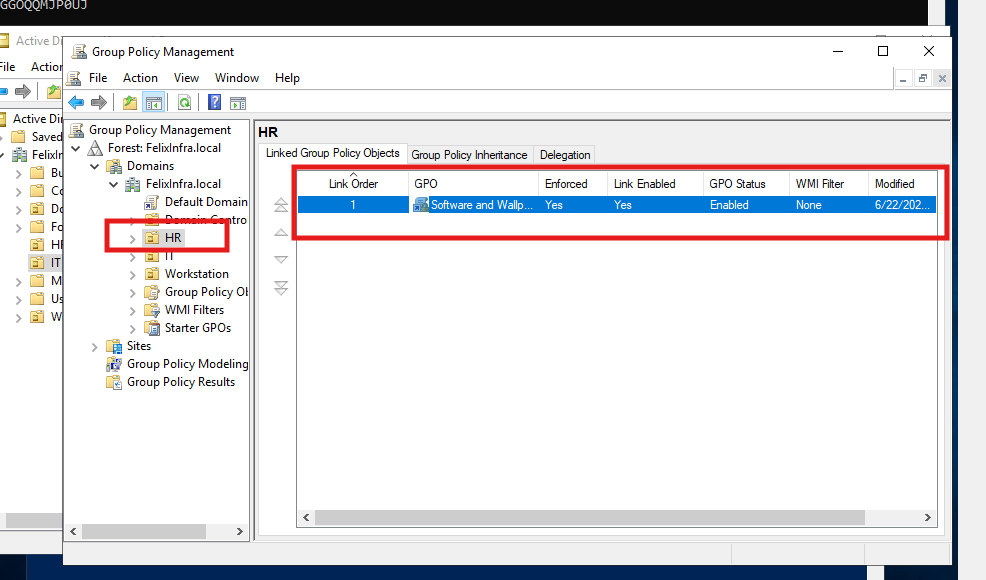 GGOQQMJP0UJ
Active Di
File Action
Active Di
Saved
FelixIn
Bu
Co
Do
Fo
HR
IT
M
Us
W
Group Policy Management
File Action View Window Help
Group Policy Management
Forest: FelixInfra.local
Domains
FelixInfra.local
Default Domain
Domain Contro
HR
IT
Workstation
Group Policy Ob
WMI Filters
Starter GPOs
Sites
Group Policy Modeling
Group Policy Results
HR
Linked Group Policy Objects Group Policy Inheritance Delegation
Link Order GPO Enforced Link Enabled GPO Status WMI Filter Modified
1 Software and Wallp... Yes Yes Enabled None 6/22/202...